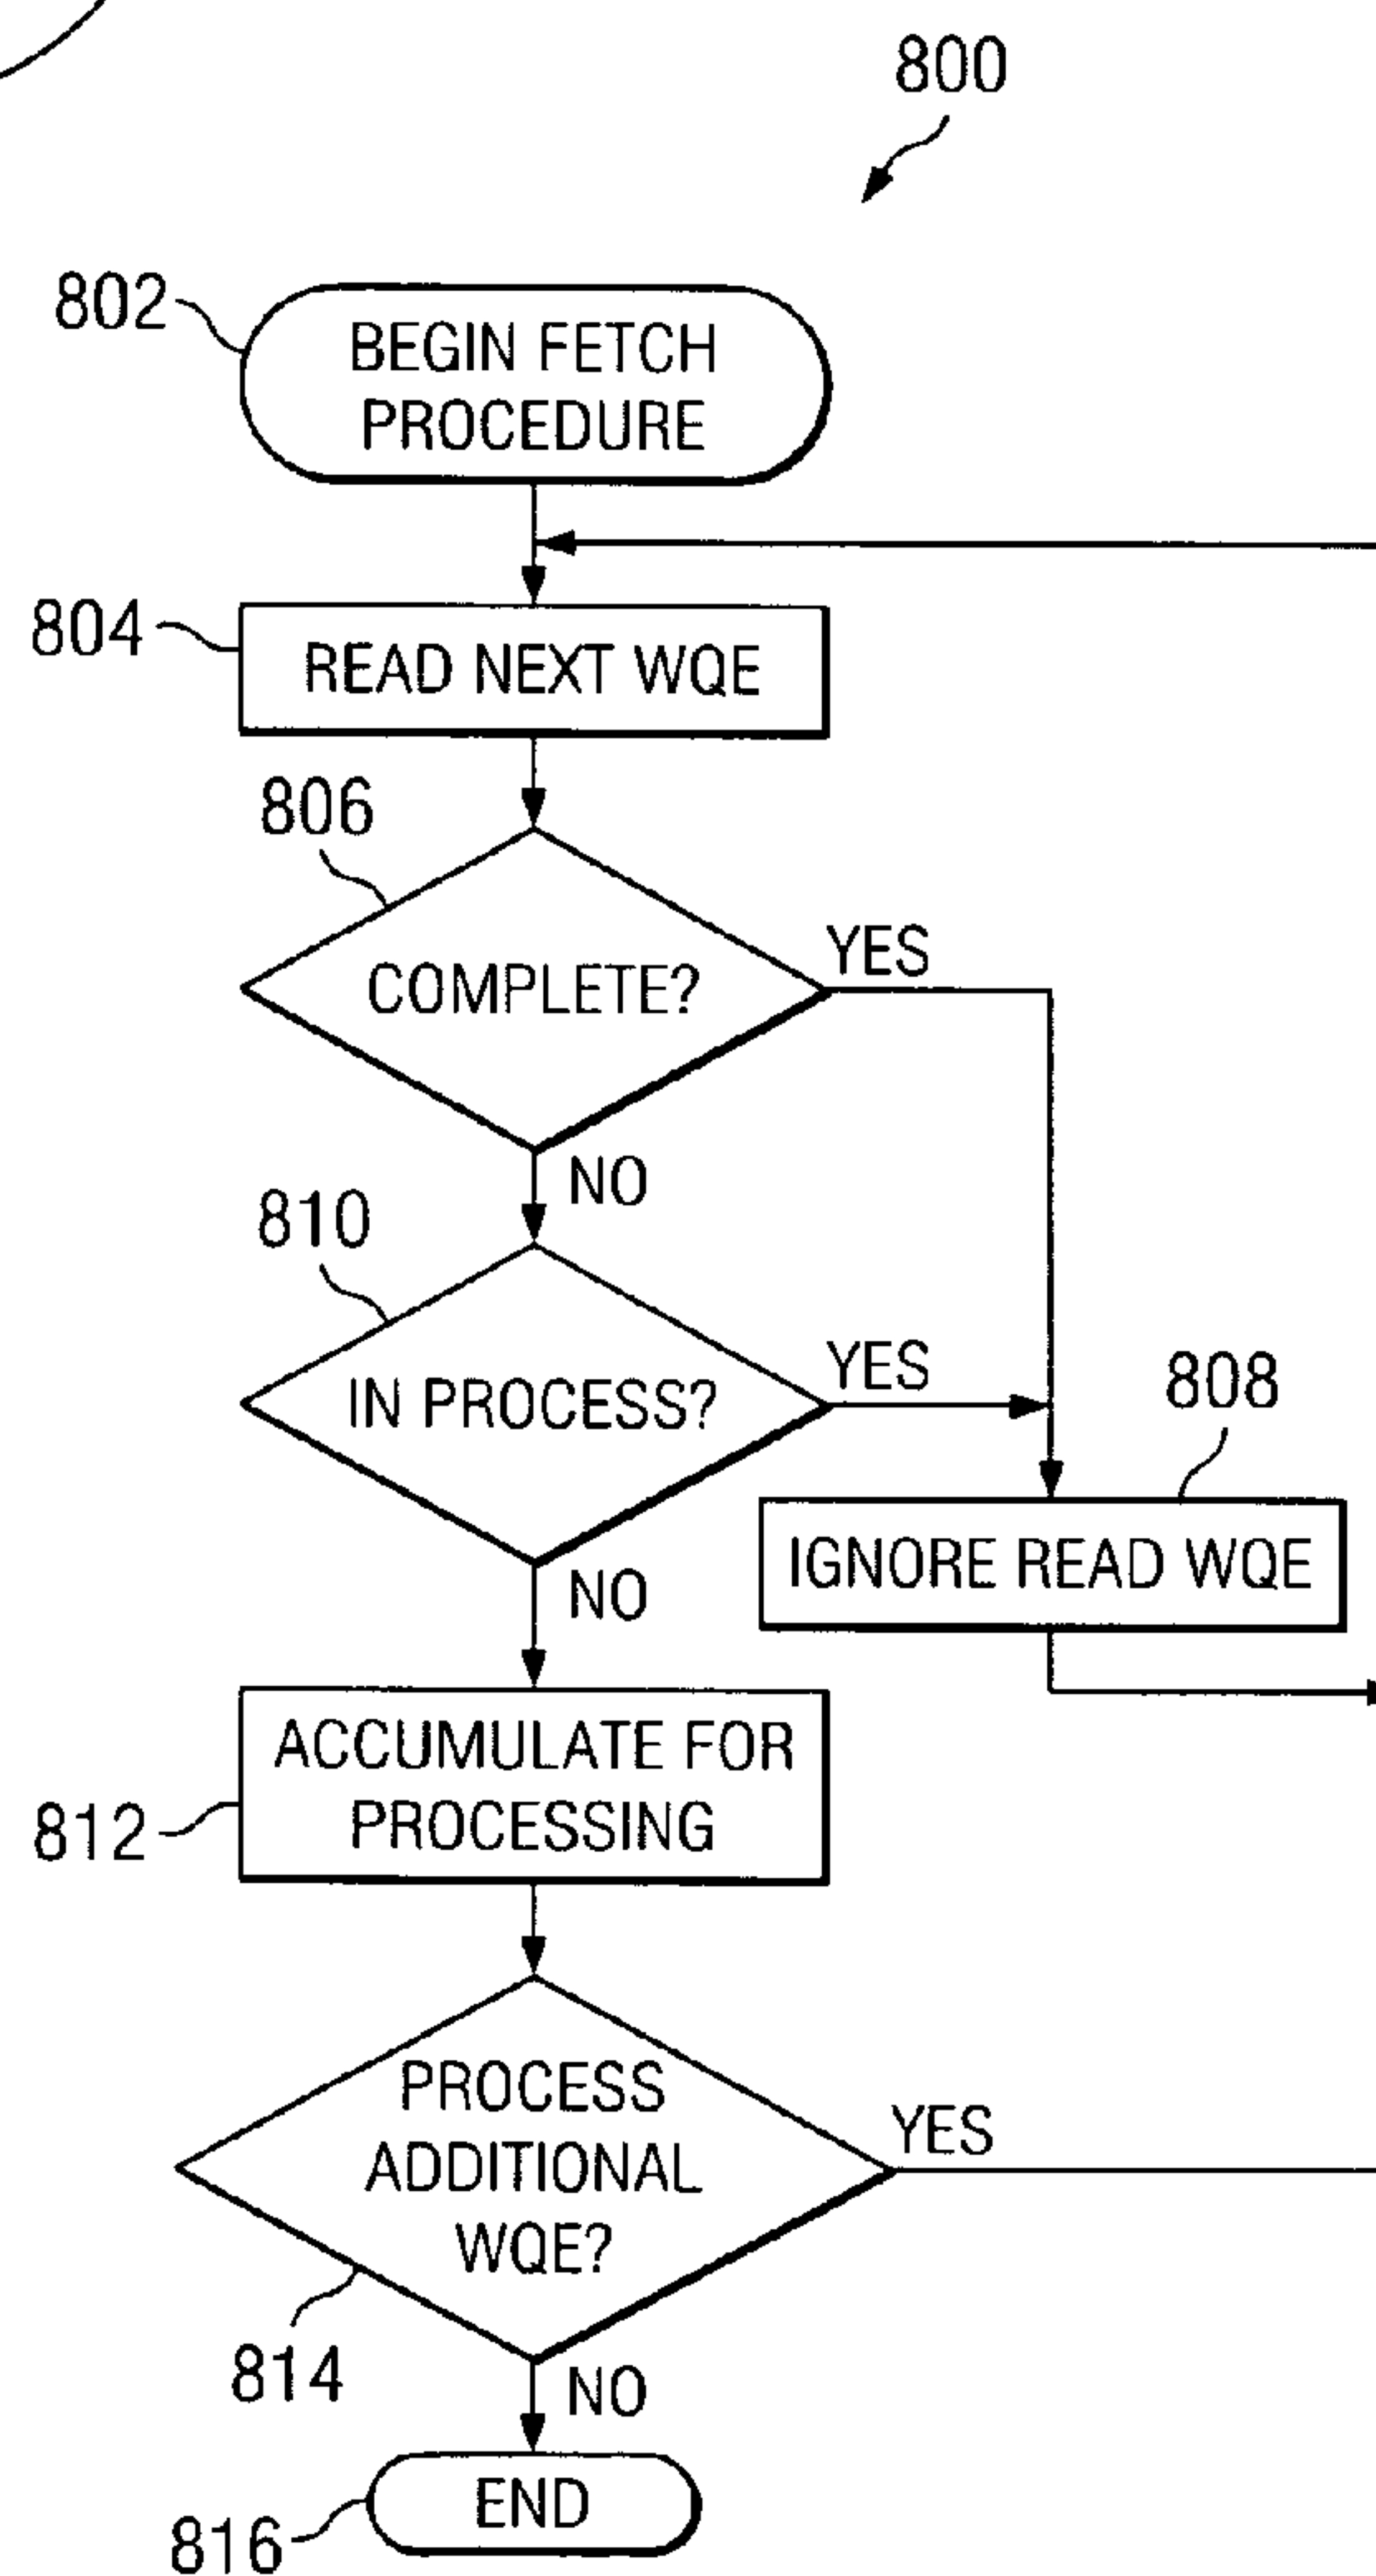 800
802
BEGIN FETCH
PROCEDURE
804
READ NEXT WQE
806
COMPLETE?
YES
NO
810
IN PROCESS?
YES
808
IGNORE READ WQE
NO
812
ACCUMULATE FOR
PROCESSING
PROCESS
ADDITIONAL
WQE?
YES
814
NO
816
END